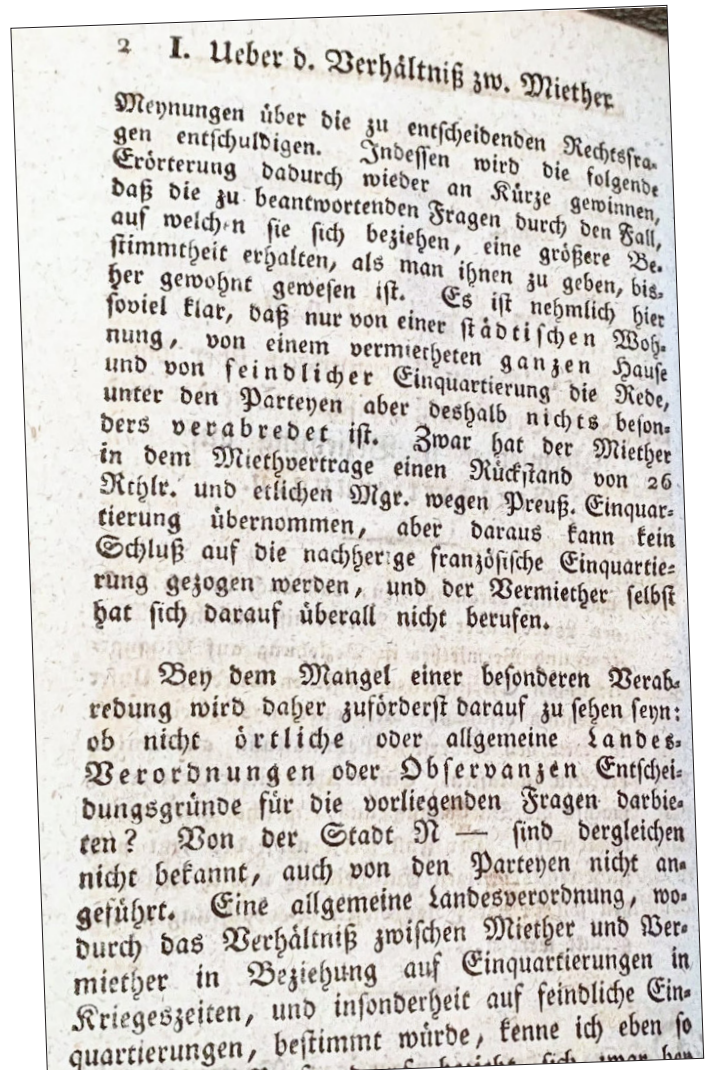 2 I. Ueber d. Verhältniß zw. Miether
Meynungen über die zu entscheidenden Rechtsfra-
gen entschuldigen. Indessen wird die folgende
Erörterung dadurch wieder an Kürze gewinnen,
daß die zu beantwortenden Fragen durch den Fall,
auf welchen sie sich beziehen, eine größere Be-
stimmtheit erhalten, als man ihnen zu geben, bis-
her gewohnt gewesen ist. Es ist nehmlich hier
soviel klar, daß nur von einer städtischen Woh-
nung, von einem vermietheten ganzen Hause
und von feindlicher Einquartierung die Rede,
unter den Parteyen aber deshalb nichts beson-
ders verabredet ist. Zwar hat der Miether
in dem Miethvertrage einen Rückstand von 26
Rthlr. und etlichen Mgr. wegen Preuß. Einquar-
tierung übernommen, aber daraus kann kein
Schluß auf die nachherige französische Einquartie-
rung gezogen werden, und der Vermiether selbst
hat sich darauf überall nicht berufen.
Bey dem Mangel einer besonderen Verab-
redung wird daher zuförderst darauf zu sehen seyn:
ob nicht örtliche oder allgemeine Landes-
Verordnungen oder Observanzen Entschei-
dungsgründe für die vorliegenden Fragen darbie-
ten? Von der Stadt N — sind dergleichen
nicht bekannt, auch von den Parteyen nicht an-
geführt. Eine allgemeine Landesverordnung, wo-
durch das Verhältniß zwischen Miether und Ver-
miether in Beziehung auf Einquartierungen in
Kriegeszeiten, und insonderheit auf feindliche Ein-
quartierungen, bestimmt würde, kenne ich eben so